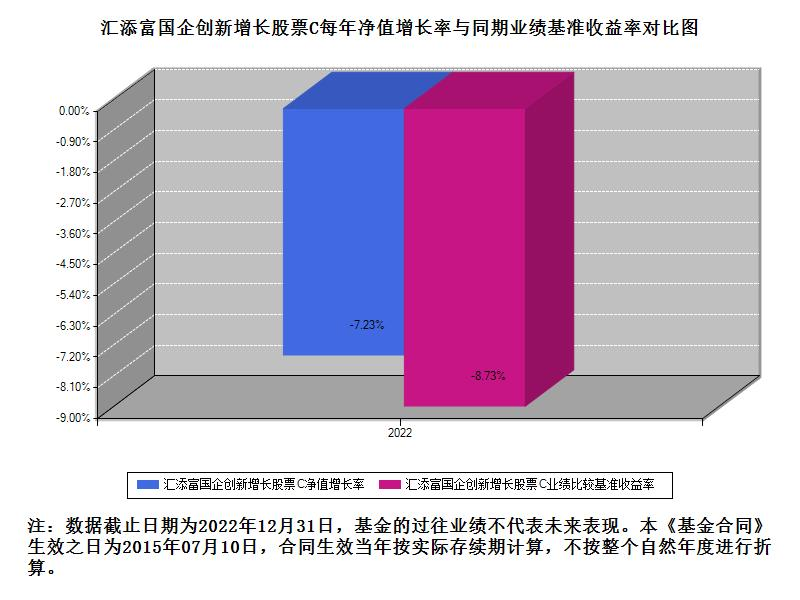 汇添富国企创新增长股票C每年净值增长率与同期业绩基准收益率对比图
0.00%
-0.90%
-1.80%
-2.70%
-3.60%
-4.50%
-5.40%
-6.30%
-7.20%
-8.10%
-9.00%
-7.23%
-8.73%
2022
汇添富国企创新增长股票C净值增长率
汇添富国企创新增长股票C业绩比较基准收益率
注：数据截止日期为2022年12月31日，基金的过往业绩不代表未来表现。本《基金合同》
生效之日为2015年07月10日，合同生效当年按实际存续期计算，不按整个自然年度进行折
算。